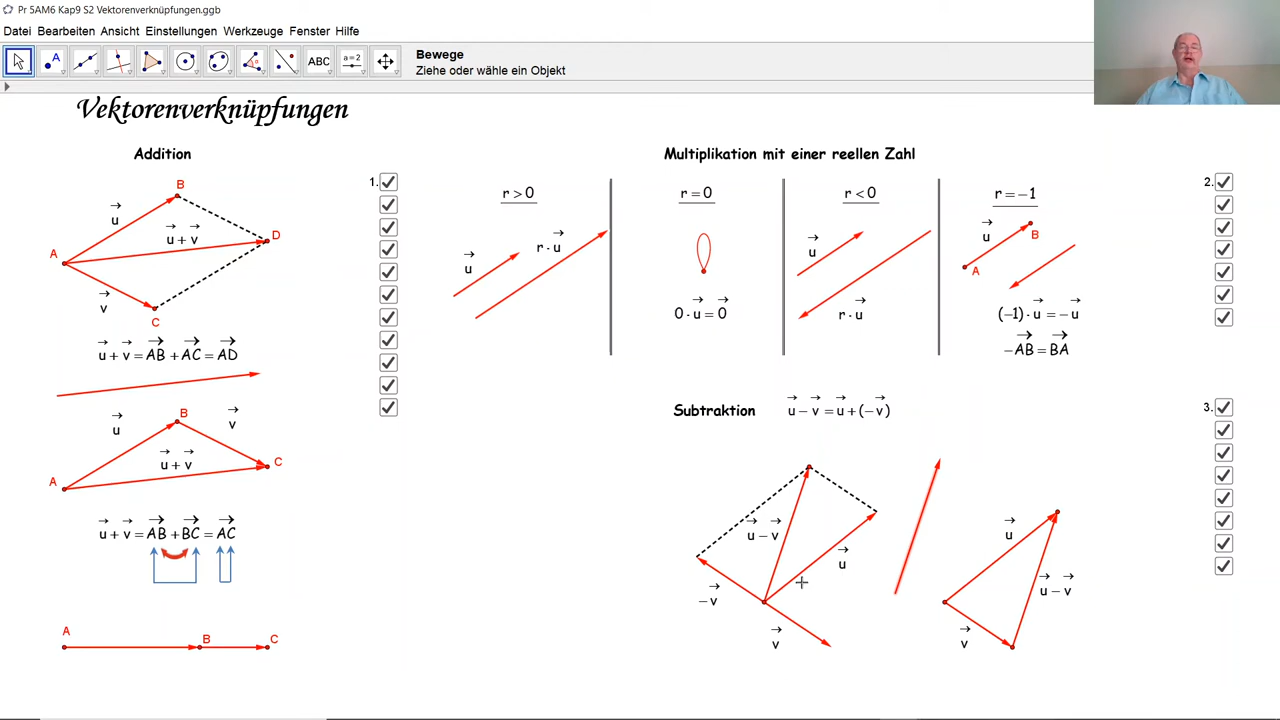 Pr 5AM6 Kap9 S2 Vektorenverknüpfungen.ggb
Datei Bearbeiten Ansicht Einstellungen Werkzeuge Fenster Hilfe
A
ABC
a=2
Bewege
Ziehe oder wähle ein Objekt
Vektorenverknüpfungen
Addition
B
u
u+v
D
A
v
C
u+v=AB+AC=AD
u
B
v
u+v
C
A
u+v=AB+BC=AC
A
B
C
1.
Multiplikation mit einer reellen Zahl
r>0
u
r·u
r=0
0·u=0
r<0
u
r·u
r=-1
u
B
A
(-1)·u=-u
-AB=BA
2.
Subtraktion
u-v=u+(-v)
3.
u-v
u
-v
v
u
u-v
v